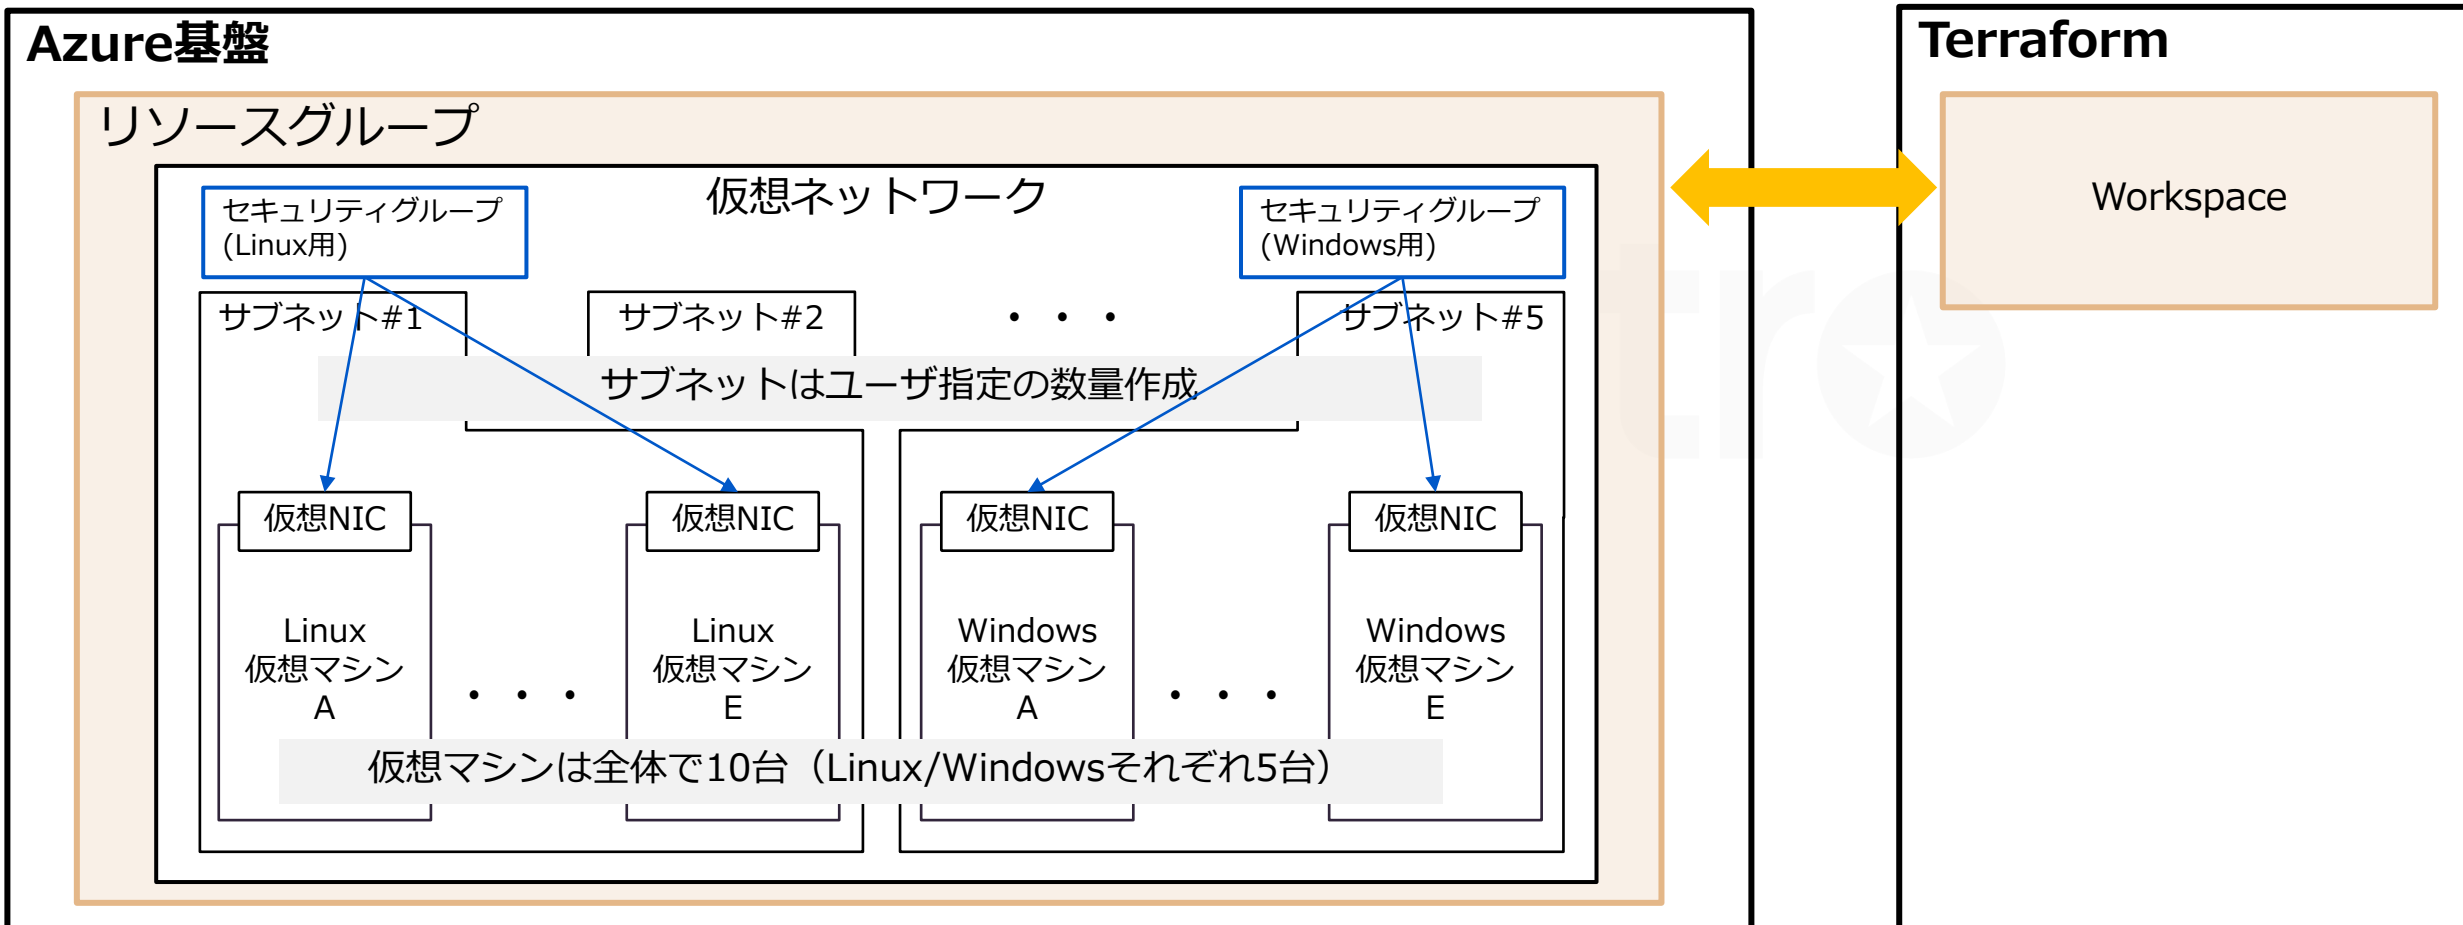 Azure基盤
Terraform
リソースグループ
Workspace
仮想ネットワーク
セキュリティグループ
(Linux用)
セキュリティグループ
(Windows用)
サブネット#1
サブネット#2
・・・
サブネット#5
サブネットはユーザ指定の数量作成
仮想NIC
仮想NIC
仮想NIC
仮想NIC
Linux
仮想マシン
A
・・・
Linux
仮想マシン
E
Windows
仮想マシン
A
・・・
Windows
仮想マシン
E
仮想マシンは全体で10台（Linux/Windowsそれぞれ5台）